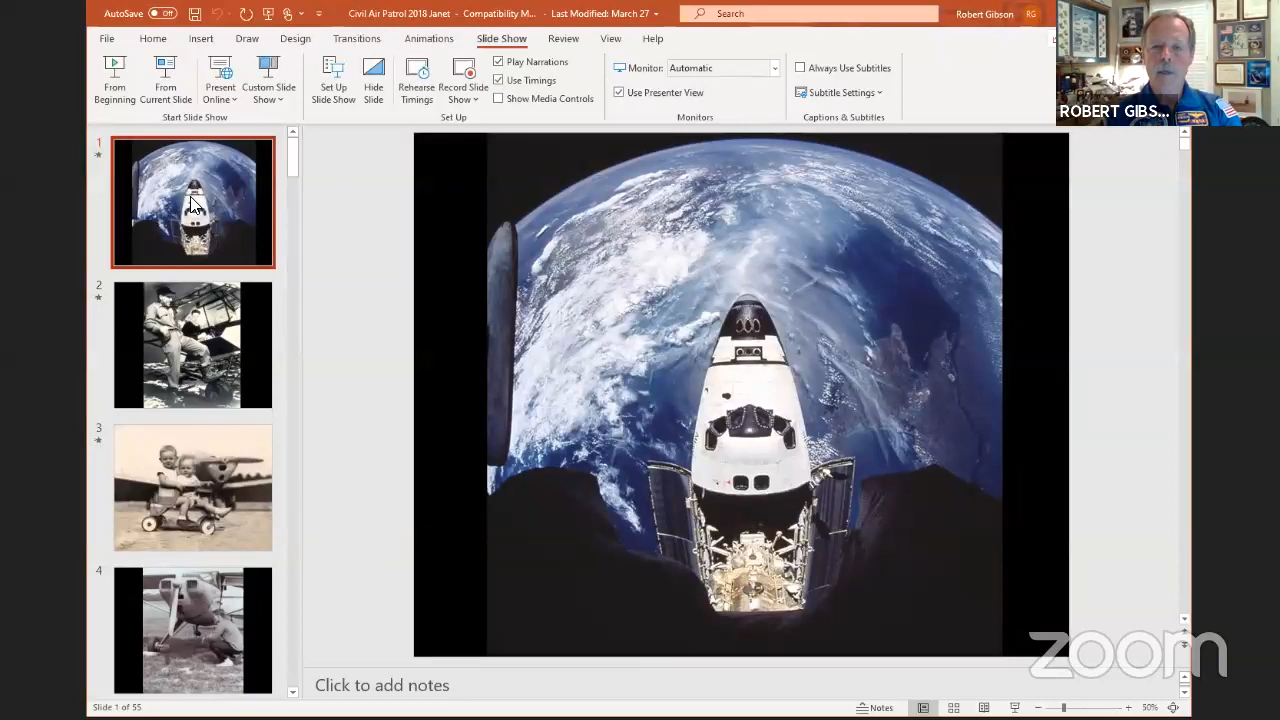 AutoSave Off Civil Air Patrol 2018 Janet - Compatibility M... - Last Modified: March 27 Search Robert Gibson RG
File Home Insert Draw Design Transitions Animations Slide Show Review View Help
From Beginning
From Current Slide
Present Online
Custom Slide Show
Start Slide Show
Set Up Slide Show
Hide Slide
Rehearse Timings
Record Slide Show
Play Narrations
Use Timings
Show Media Controls
Set Up
Monitor: Automatic
Use Presenter View
Monitors
Always Use Subtitles
Subtitle Settings
Captions & Subtitles
ROBERT GIBS...
1
2
3
4
zoom
Click to add notes
Slide 1 of 55 Notes 50%